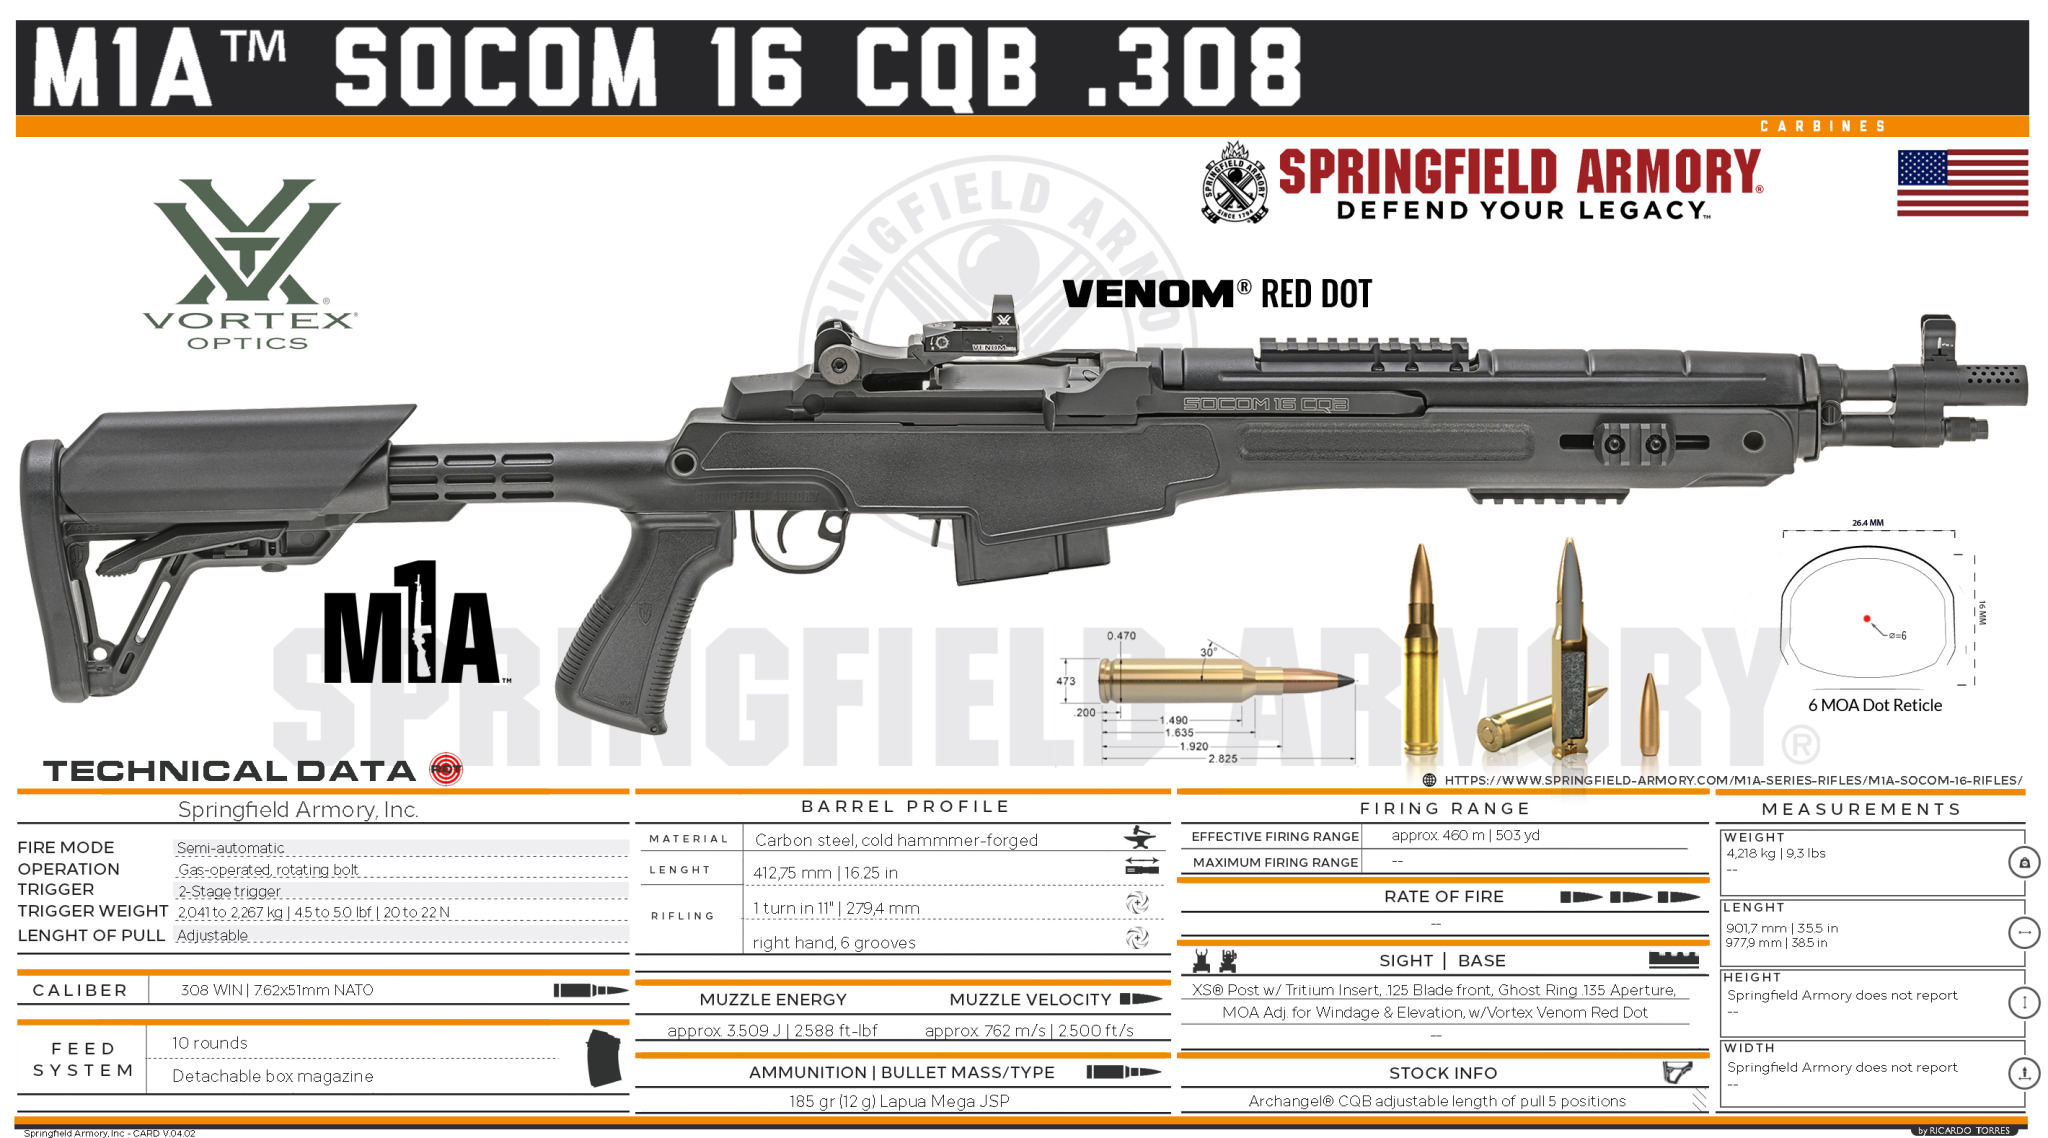 M1A™ SOCOM 16 CQB .308
CARBINES
SPRINGFIELD ARMORY
SINCE 1794
SPRINGFIELD ARMORY®
DEFEND YOUR LEGACY™
VORTEX®
OPTICS
SPRINGFIELD ARMORY
VENOM® RED DOT
VENOM
SOCOM 16 CQB
SPRINGFIELD ARMORY
M1A™
SPRINGFIELD ARMORY®
0.470
30°
473
.200
1.490
1.635
1.920
2.825
26.4 MM
16 MM
⌀=6
6 MOA Dot Reticle
TECHNICAL DATA
HTTPS://WWW.SPRINGFIELD-ARMORY.COM/M1A-SERIES-RIFLES/M1A-SOCOM-16-RIFLES/
Springfield Armory, Inc.
FIRE MODE Semi-automatic
OPERATION Gas-operated, rotating bolt
TRIGGER 2-Stage trigger
TRIGGER WEIGHT 2,041 to 2,267 kg | 4.5 to 5.0 lbf | 20 to 22 N
LENGHT OF PULL Adjustable
CALIBER 308 WIN | 7.62x51mm NATO
FEED SYSTEM
10 rounds
Detachable box magazine
BARREL PROFILE
MATERIAL Carbon steel, cold hammmer-forged
LENGHT 412,75 mm | 16.25 in
RIFLING
1 turn in 11" | 279,4 mm
right hand, 6 grooves
MUZZLE ENERGY MUZZLE VELOCITY
approx. 3.509 J | 2.588 ft-lbf approx. 762 m/s | 2.500 ft/s
AMMUNITION | BULLET MASS/TYPE
185 gr (12 g) Lapua Mega JSP
FIRING RANGE
EFFECTIVE FIRING RANGE approx. 460 m | 503 yd
MAXIMUM FIRING RANGE --
RATE OF FIRE
--
SIGHT | BASE
XS® Post w/ Tritium Insert, .125 Blade front, Ghost Ring .135 Aperture,
MOA Adj. for Windage & Elevation, w/Vortex Venom Red Dot
--
STOCK INFO
Archangel® CQB adjustable length of pull 5 positions
MEASUREMENTS
WEIGHT
4,218 kg | 9,3 lbs
--
LENGHT
901,7 mm | 35.5 in
977,9 mm | 38.5 in
HEIGHT
Springfield Armory does not report
--
WIDTH
Springfield Armory does not report
--
Springfield Armory, Inc - CARD V.04.02
by RICARDO TORRES